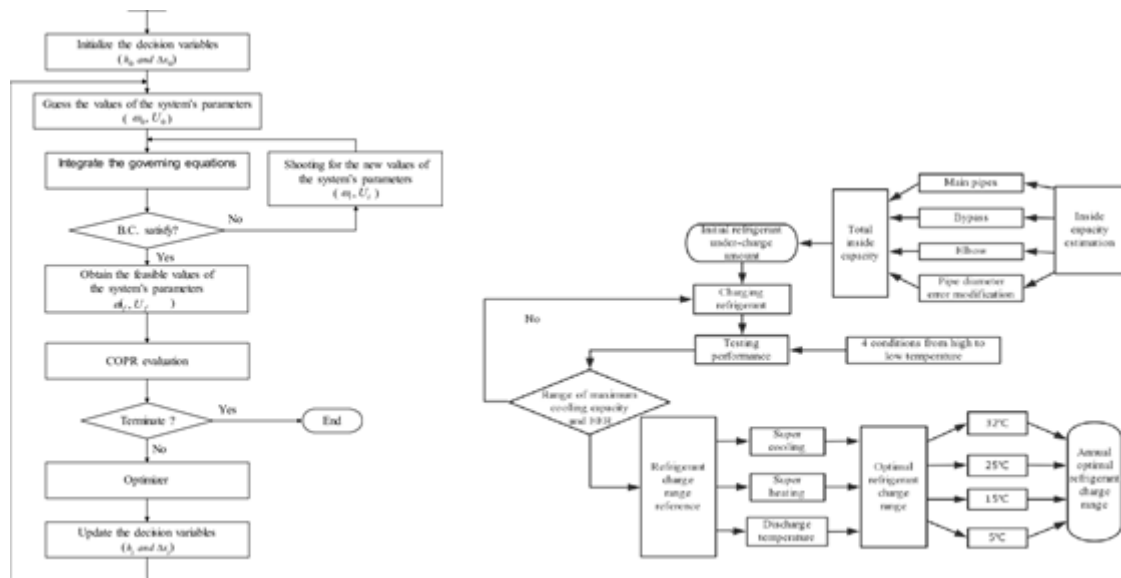 Initialize the decision variables
(h₀ and Δs₀)
Guess the values of the system's parameters
( ω₀, U₀ )
Integrate the governing equations
Shooting for the new values of
the system's parameters
B.C. satisfy?
No
Yes
Obtain the feasible values of
the system's parameters
COPR evaluation
Terminate ?
Yes
End
No
Optimizer
Update the decision variables
Main pipes
Bypass
Elbow
Pipe diameter
error modification
Inside
capacity
estimation
Total
inside
capacity
Initial refrigerant
under-charge
amount
Charging
refrigerant
No
Testing
performance
4 conditions from high to
low temperature
Range of maximum
cooling capacity
and EER
Refrigerant
charge
range
reference
Super
cooling
Super
heating
Discharge
temperature
Optimal
refrigerant
charge
range
32℃
25℃
15℃
5℃
Annual
optimal
refrigerant
charge
range